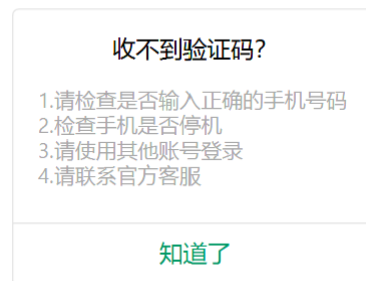 收不到验证码？
1.请检查是否输入正确的手机号码
2.检查手机是否停机
3.请使用其他账号登录
4.请联系官方客服
知道了